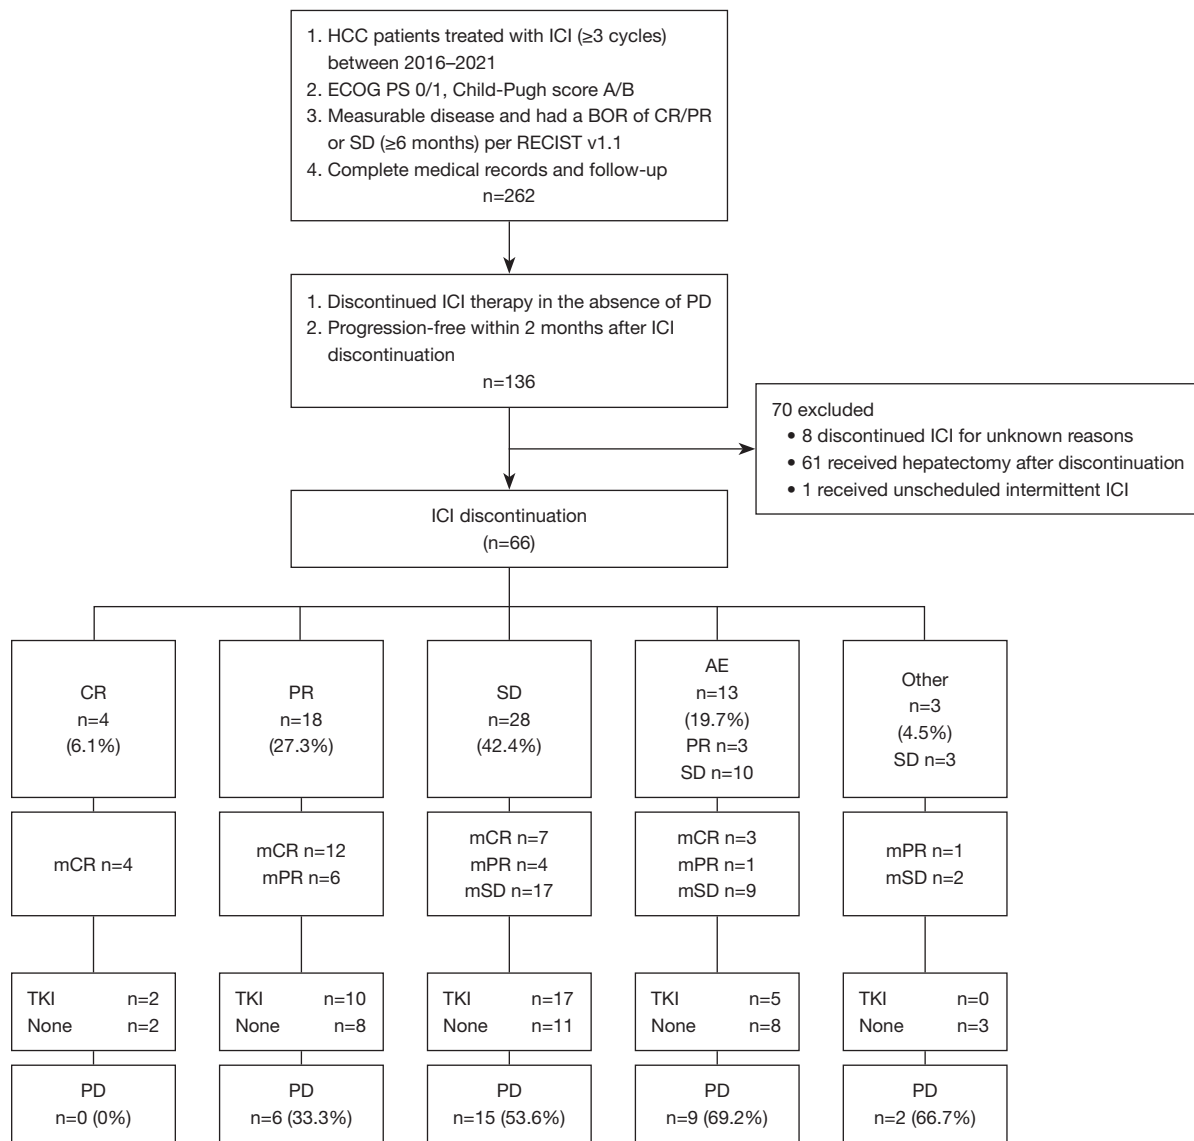 1. HCC patients treated with ICI (≥3 cycles)
between 2016–2021
2. ECOG PS 0/1, Child-Pugh score A/B
3. Measurable disease and had a BOR of CR/PR
or SD (≥6 months) per RECIST v1.1
4. Complete medical records and follow-up
n=262
1. Discontinued ICI therapy in the absence of PD
2. Progression-free within 2 months after ICI
discontinuation
n=136
70 excluded
• 8 discontinued ICI for unknown reasons
• 61 received hepatectomy after discontinuation
• 1 received unscheduled intermittent ICI
ICI discontinuation
(n=66)
CR
n=4
(6.1%)
PR
n=18
(27.3%)
SD
n=28
(42.4%)
AE
n=13
(19.7%)
PR n=3
SD n=10
Other
n=3
(4.5%)
SD n=3
mCR n=4
mCR n=12
mPR n=6
mCR n=7
mPR n=4
mSD n=17
mCR n=3
mPR n=1
mSD n=9
mPR n=1
mSD n=2
TKI n=2
None n=2
TKI n=10
None n=8
TKI n=17
None n=11
TKI n=5
None n=8
TKI n=0
None n=3
PD
n=0 (0%)
PD
n=6 (33.3%)
PD
n=15 (53.6%)
PD
n=9 (69.2%)
PD
n=2 (66.7%)